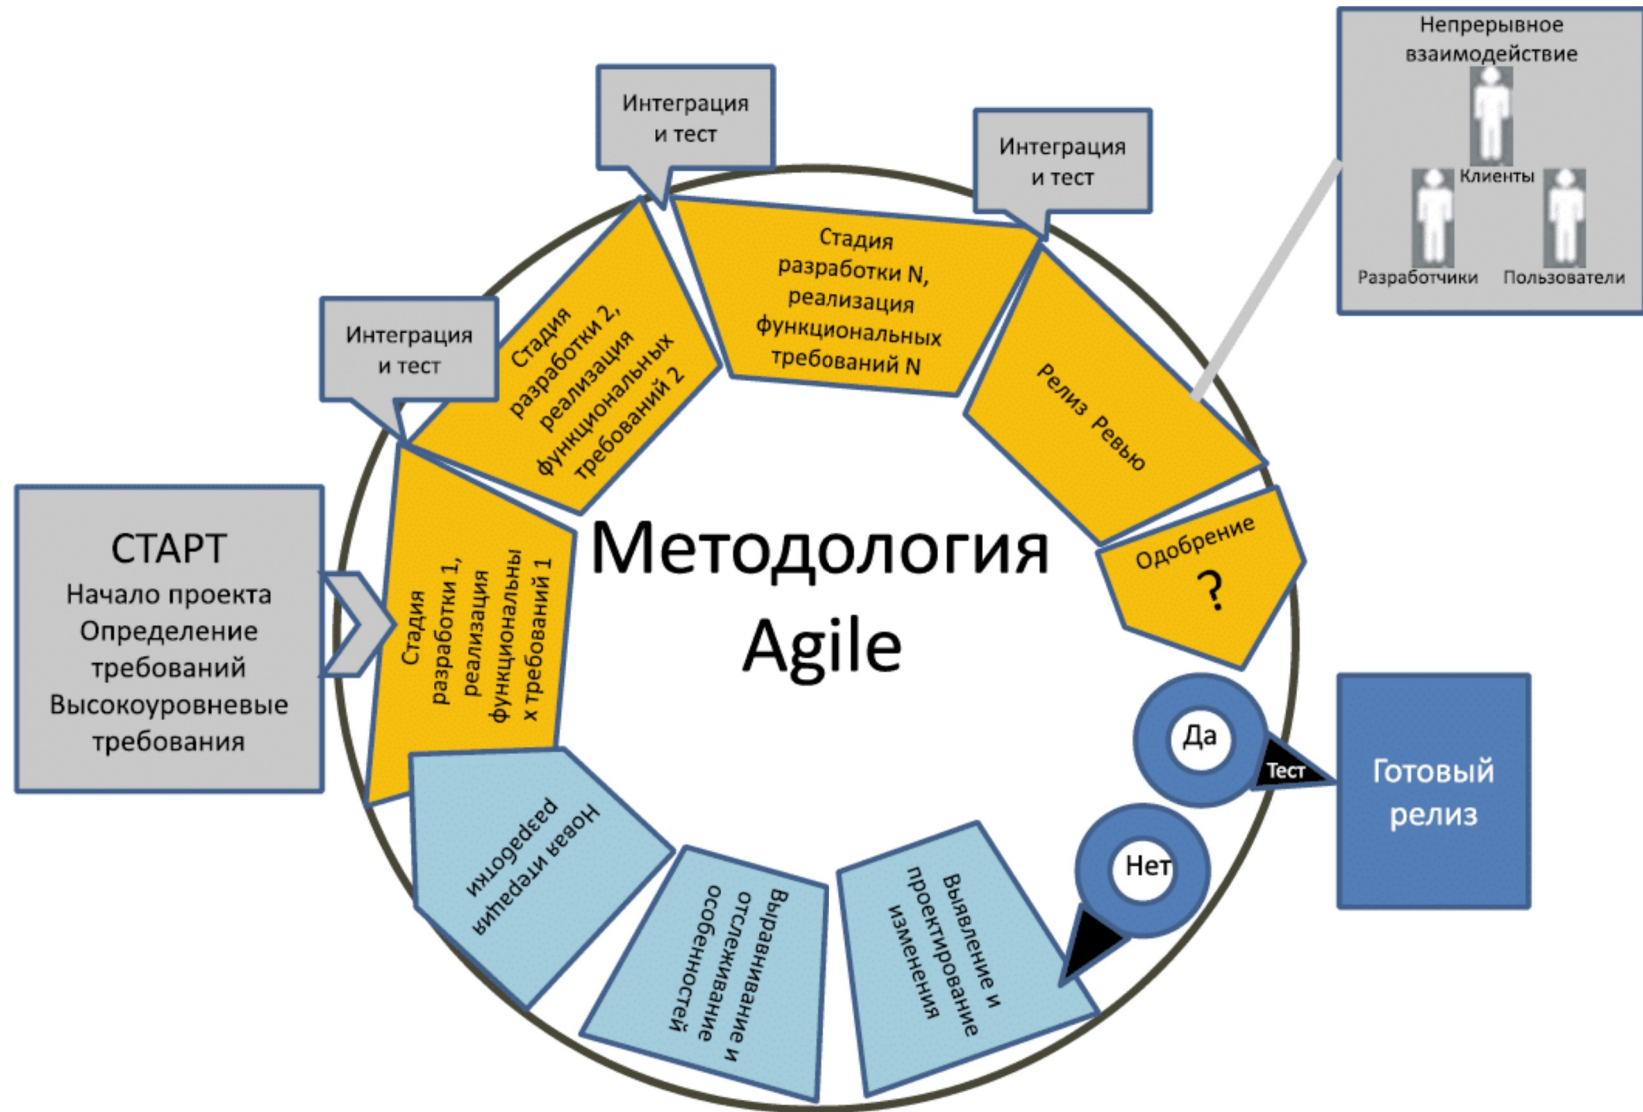 Непрерывное
взаимодействие
Клиенты
Разработчики
Пользователи
Интеграция
и тест
Интеграция
и тест
Интеграция
и тест
СТАРТ
Начало проекта
Определение
требований
Высокоуровневые
требования
Стадия
разработки 1,
реализация
функциональны
х требований 1
Стадия
разработки 2,
реализация
функциональных
требований 2
Стадия
разработки N,
реализация
функциональных
требований N
Релиз Ревью
Одобрение
?
Методология
Agile
Да
Тест
Готовый
релиз
Нет
Выявление и
проектирование
изменения
Выравнивание и
отслеживание
особенностей
Новая итерация
разработки